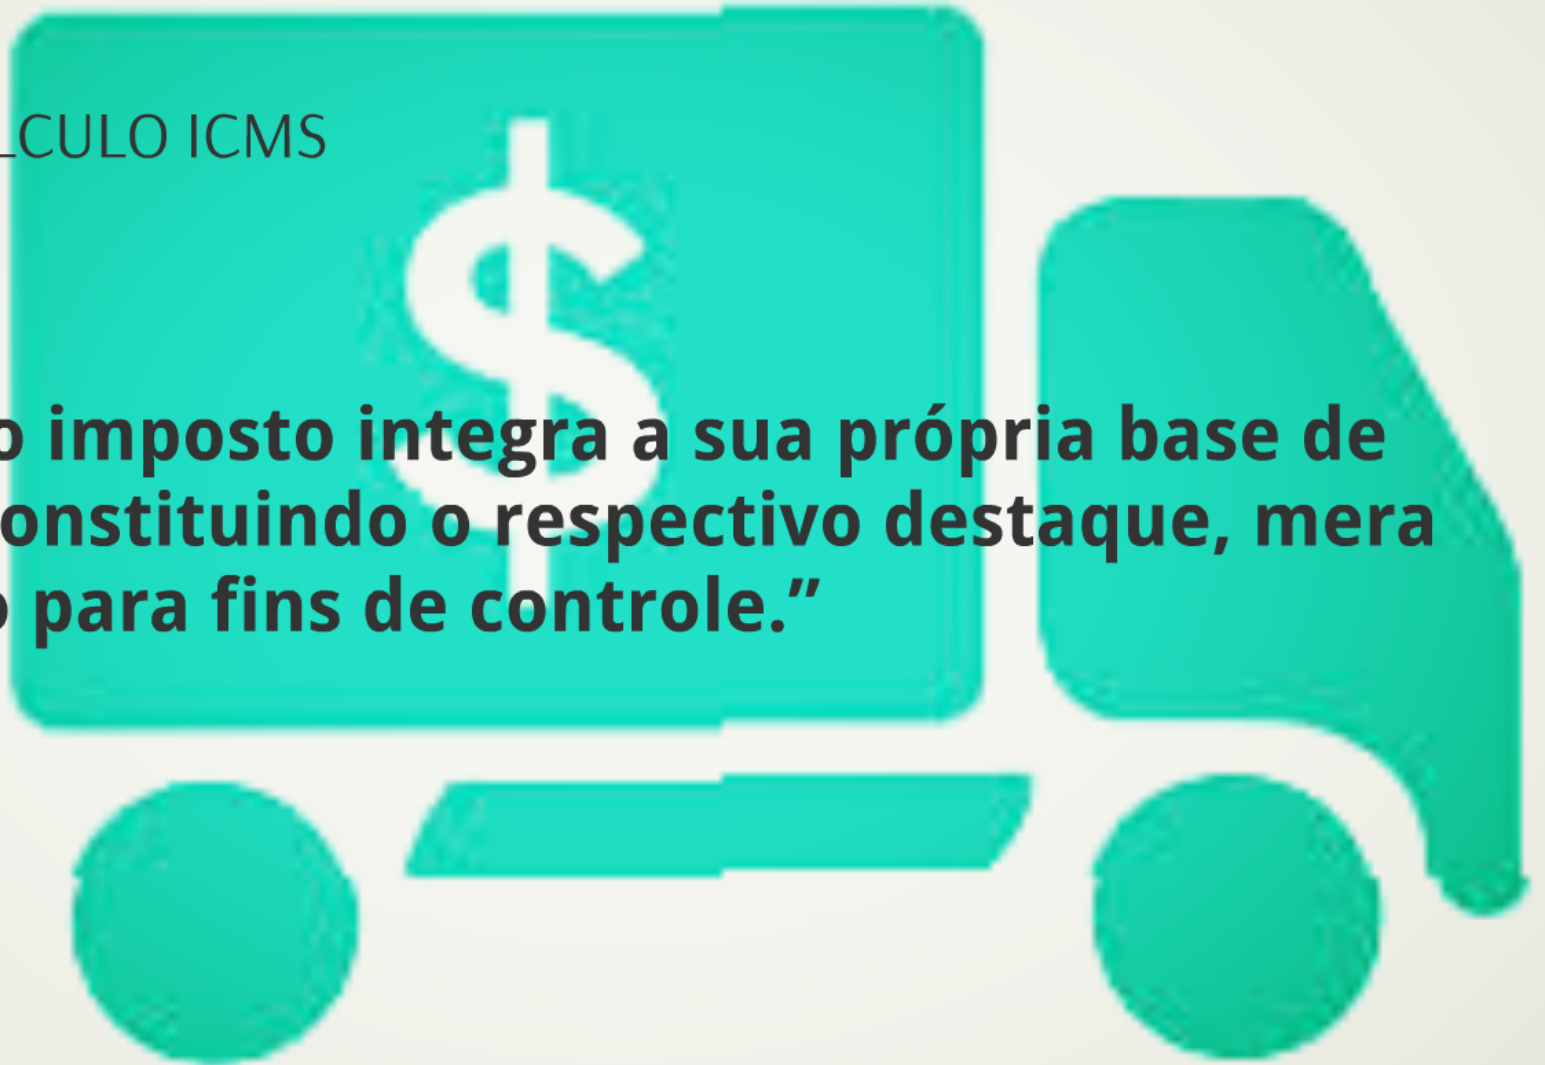 LCULO ICMS
o imposto integra a sua própria base de
onstituindo o respectivo destaque, mera
o para fins de controle.”